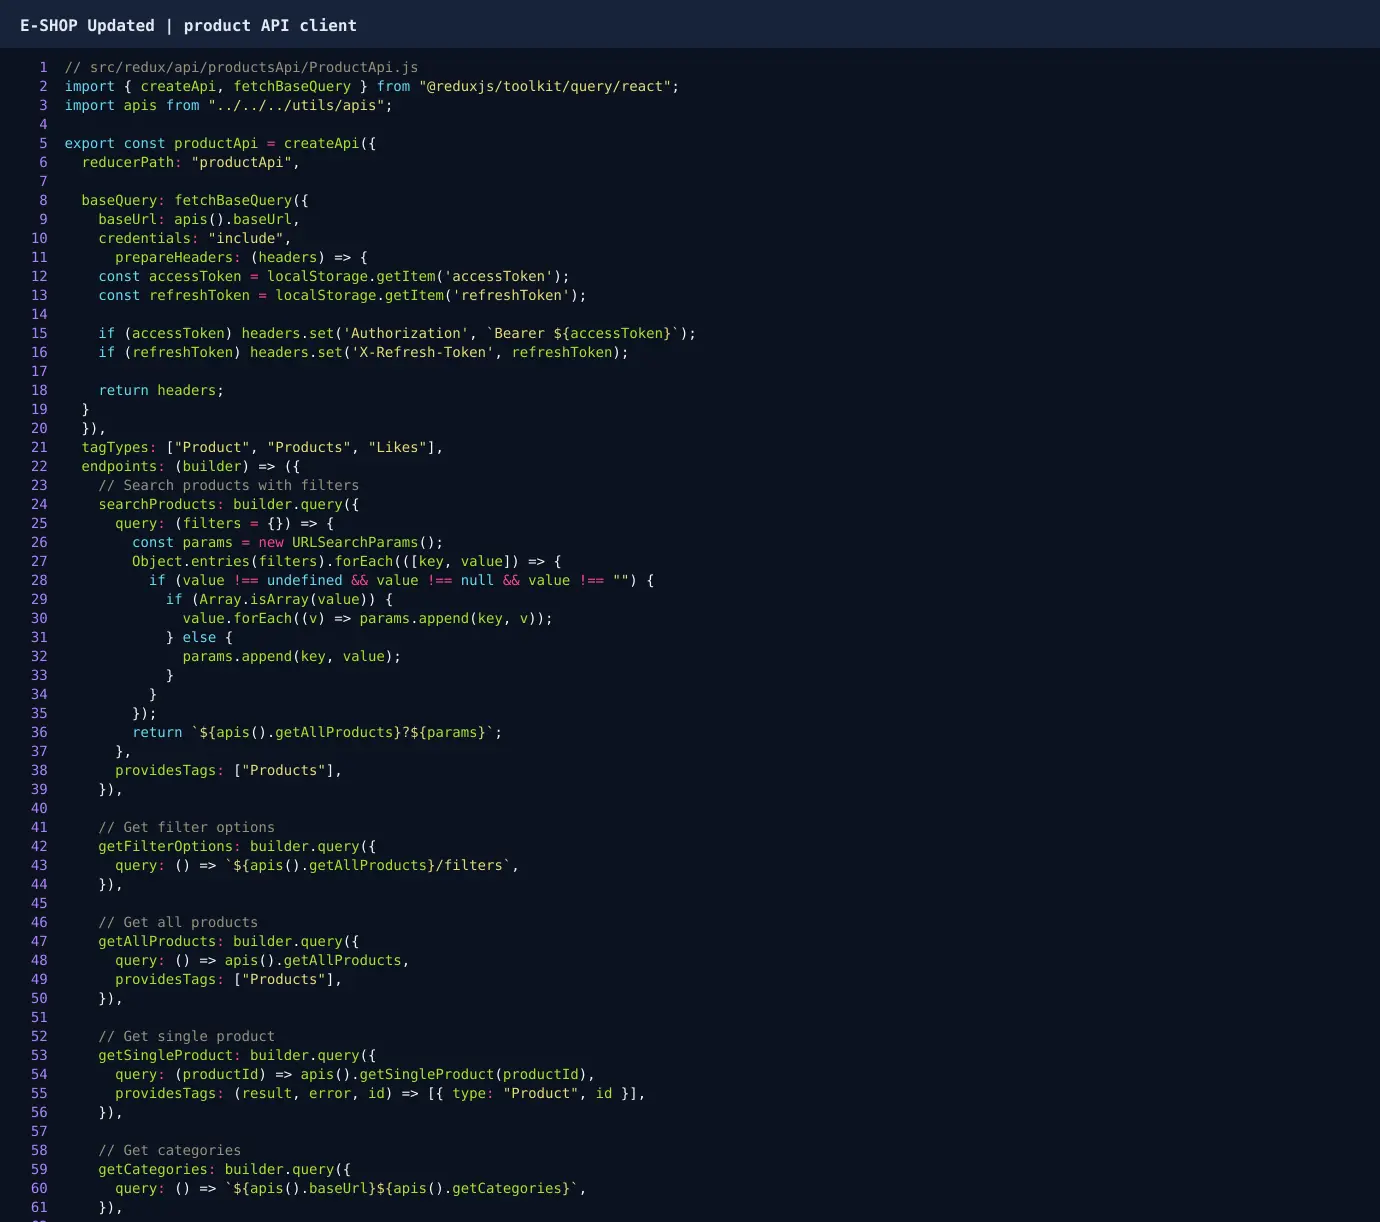 E-SHOP Updated | product API client
1 // src/redux/api/productsApi/ProductApi.js
2 import { createApi, fetchBaseQuery } from "@reduxjs/toolkit/query/react";
3 import apis from "../../../utils/apis";
4
5 export const productApi = createApi({
6   reducerPath: "productApi",
7
8   baseQuery: fetchBaseQuery({
9     baseUrl: apis().baseUrl,
10     credentials: "include",
11       prepareHeaders: (headers) => {
12     const accessToken = localStorage.getItem('accessToken');
13     const refreshToken = localStorage.getItem('refreshToken');
14
15     if (accessToken) headers.set('Authorization', `Bearer ${accessToken}`);
16     if (refreshToken) headers.set('X-Refresh-Token', refreshToken);
17
18     return headers;
19   }
20   }),
21   tagTypes: ["Product", "Products", "Likes"],
22   endpoints: (builder) => ({
23     // Search products with filters
24     searchProducts: builder.query({
25       query: (filters = {}) => {
26         const params = new URLSearchParams();
27         Object.entries(filters).forEach(([key, value]) => {
28           if (value !== undefined && value !== null && value !== "") {
29             if (Array.isArray(value)) {
30               value.forEach((v) => params.append(key, v));
31             } else {
32               params.append(key, value);
33             }
34           }
35         });
36         return `${apis().getAllProducts}?${params}`;
37       },
38       providesTags: ["Products"],
39     }),
40
41     // Get filter options
42     getFilterOptions: builder.query({
43       query: () => `${apis().getAllProducts}/filters`,
44     }),
45
46     // Get all products
47     getAllProducts: builder.query({
48       query: () => apis().getAllProducts,
49       providesTags: ["Products"],
50     }),
51
52     // Get single product
53     getSingleProduct: builder.query({
54       query: (productId) => apis().getSingleProduct(productId),
55       providesTags: (result, error, id) => [{ type: "Product", id }],
56     }),
57
58     // Get categories
59     getCategories: builder.query({
60       query: () => `${apis().baseUrl}${apis().getCategories}`,
61     }),